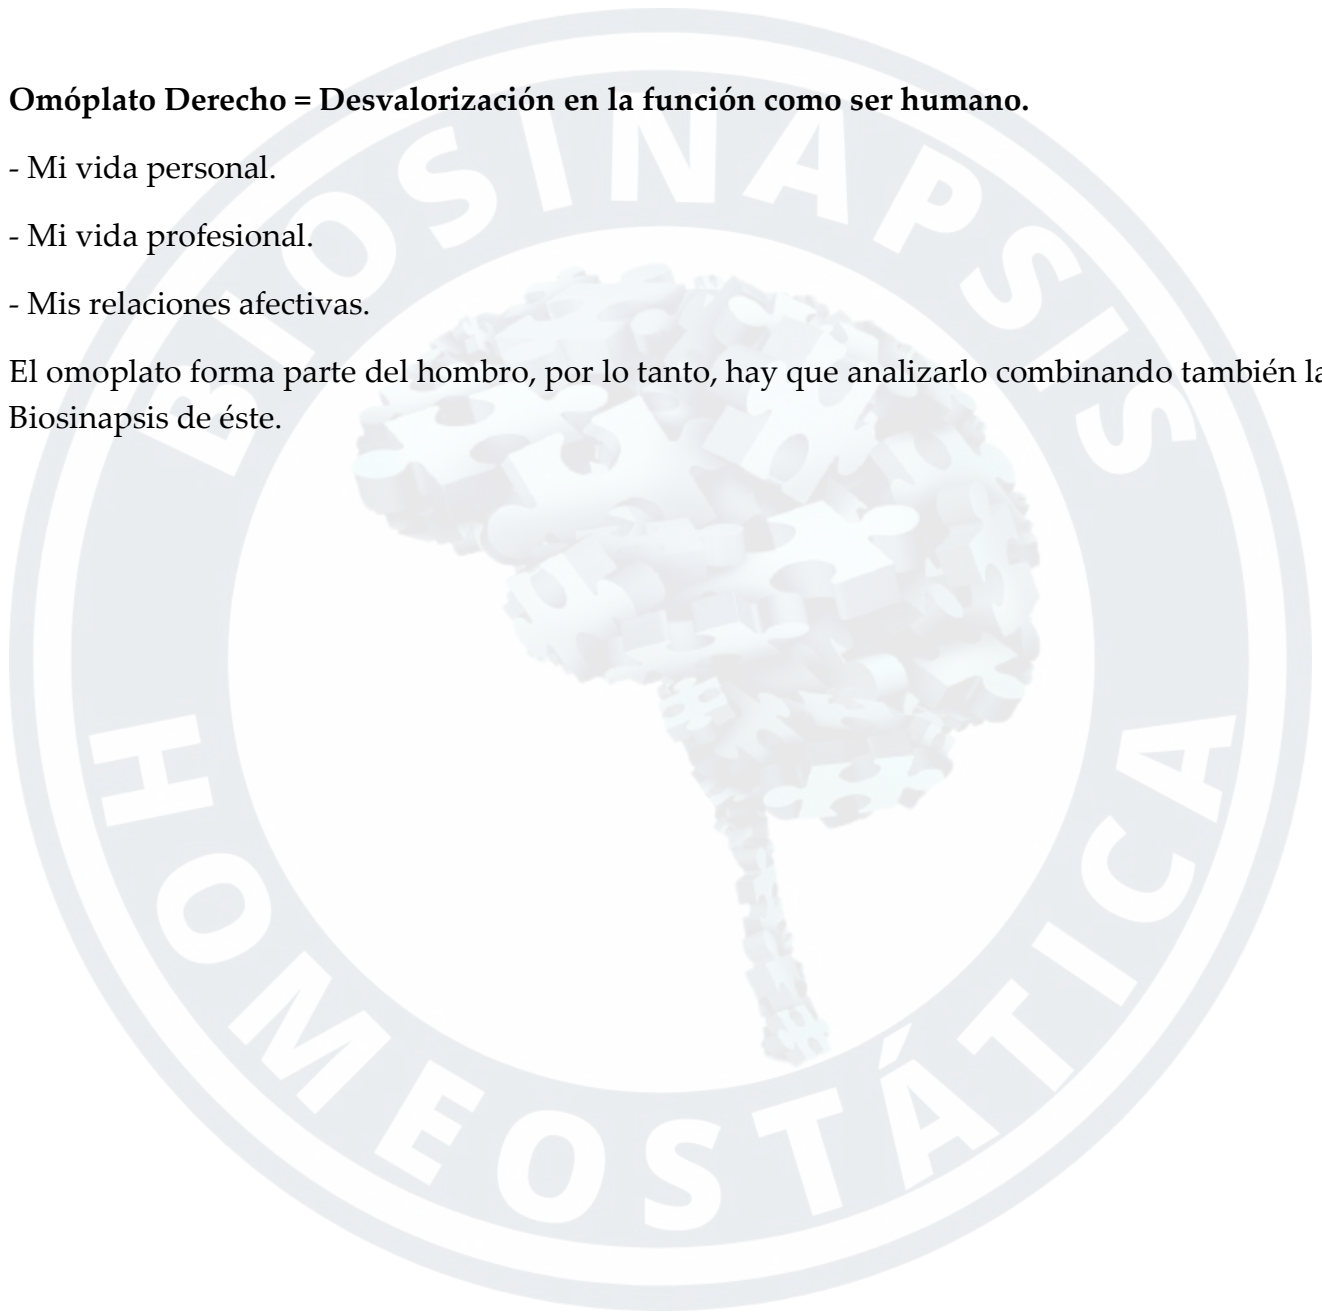 Omóplato Derecho = Desvalorización en la función como ser humano.
- Mi vida personal.
- Mi vida profesional.
- Mis relaciones afectivas.
El omoplato forma parte del hombro, por lo tanto, hay que analizarlo combinando también la
Biosinapsis de éste.
BIOSINAPSIS
HOMEOSTÁTICA